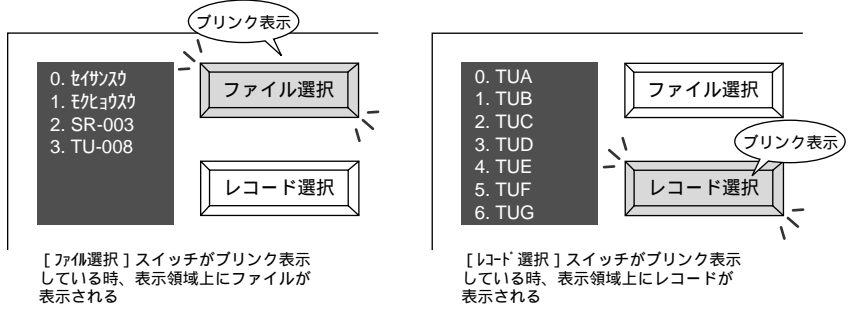 ブリンク表示
0. ｾｲｻﾝｽｳ
1. ﾓｸﾋｮｳｽｳ
2. SR-003
3. TU-008
ファイル選択
レコード選択
[ ﾌｧｲﾙ選択 ] スイッチがブリンク表示
している時、表示領域上にファイルが
表示される
0. TUA
1. TUB
2. TUC
3. TUD
4. TUE
5. TUF
6. TUG
ファイル選択
ブリンク表示
レコード選択
[ ﾚｺｰﾄﾞ選択 ] スイッチがブリンク表示
している時、表示領域上にレコードが
表示される